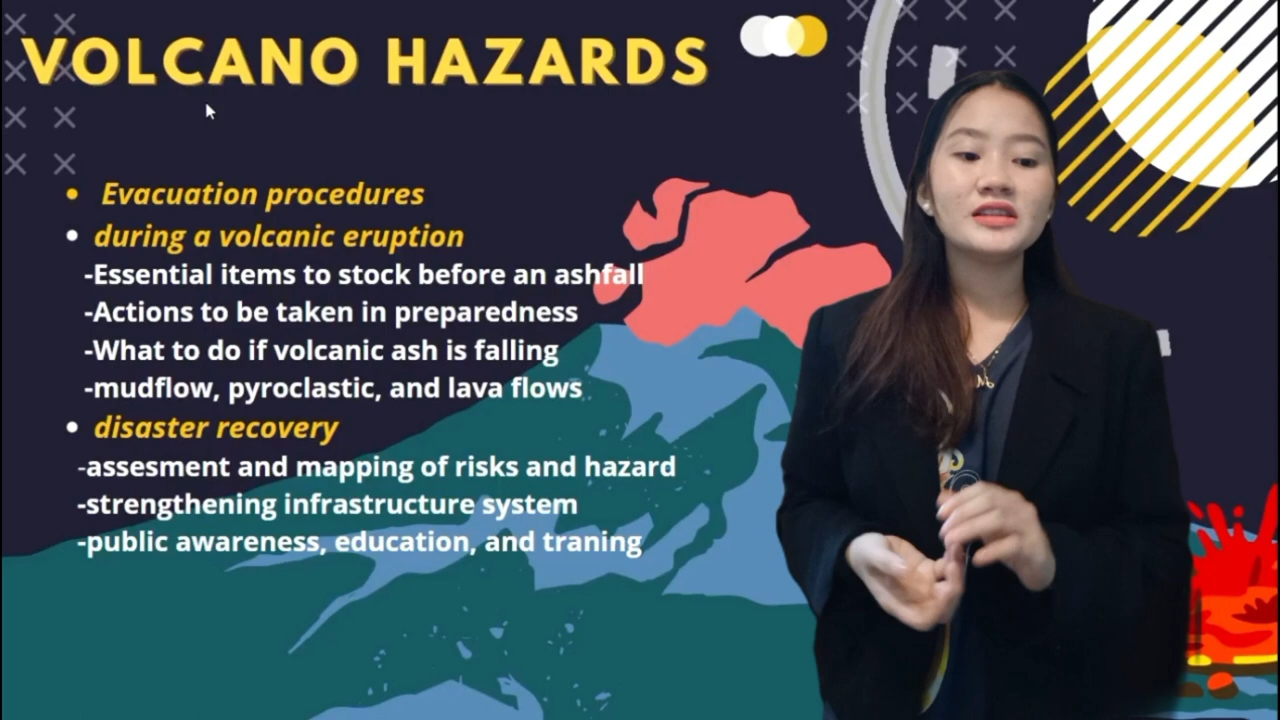 VOLCANO HAZARDS
• Evacuation procedures
• during a volcanic eruption
-Essential items to stock before an ashfall
-Actions to be taken in preparedness
-What to do if volcanic ash is falling
-mudflow, pyroclastic, and lava flows
• disaster recovery
-assesment and mapping of risks and hazard
-strengthening infrastructure system
-public awareness, education, and traning